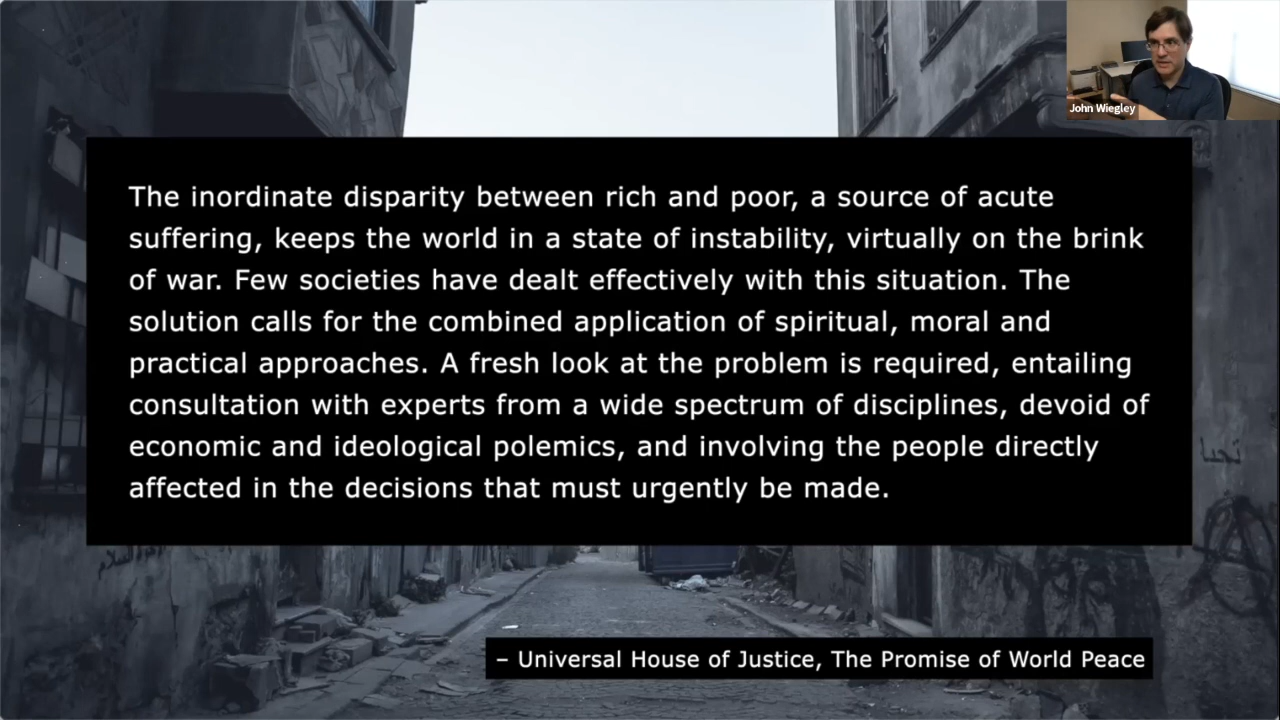 John Wiegley
The inordinate disparity between rich and poor, a source of acute
suffering, keeps the world in a state of instability, virtually on the brink
of war. Few societies have dealt effectively with this situation. The
solution calls for the combined application of spiritual, moral and
practical approaches. A fresh look at the problem is required, entailing
consultation with experts from a wide spectrum of disciplines, devoid of
economic and ideological polemics, and involving the people directly
affected in the decisions that must urgently be made.
– Universal House of Justice, The Promise of World Peace